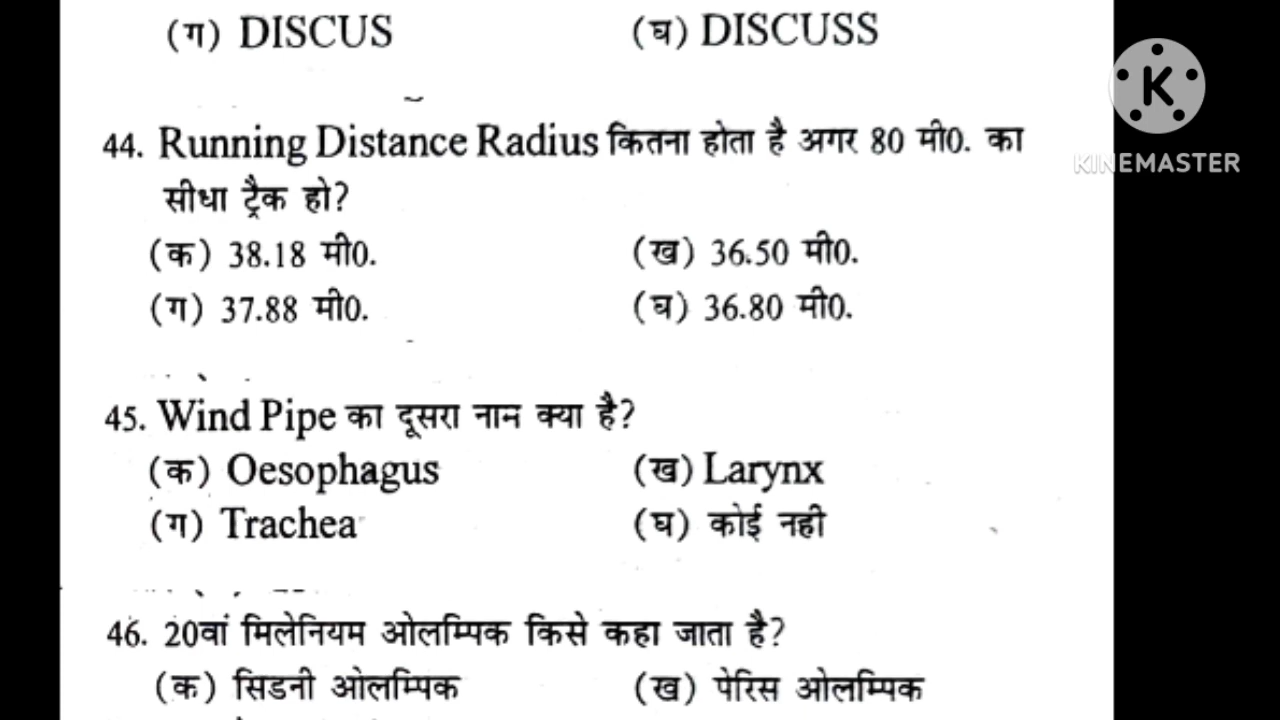 (ग) DISCUS (घ) DISCUSS
44. Running Distance Radius कितना होता है अगर 80 मी0. का
सीधा ट्रैक हो?
(क) 38.18 मी0. (ख) 36.50 मी0.
(ग) 37.88 मी0. (घ) 36.80 मी0.
45. Wind Pipe का दूसरा नाम क्या है?
(क) Oesophagus (ख) Larynx
(ग) Trachea (घ) कोई नही
46. 20वां मिलेनियम ओलम्पिक किसे कहा जाता है?
(क) सिडनी ओलम्पिक (ख) पेरिस ओलम्पिक
K
KINEMASTER